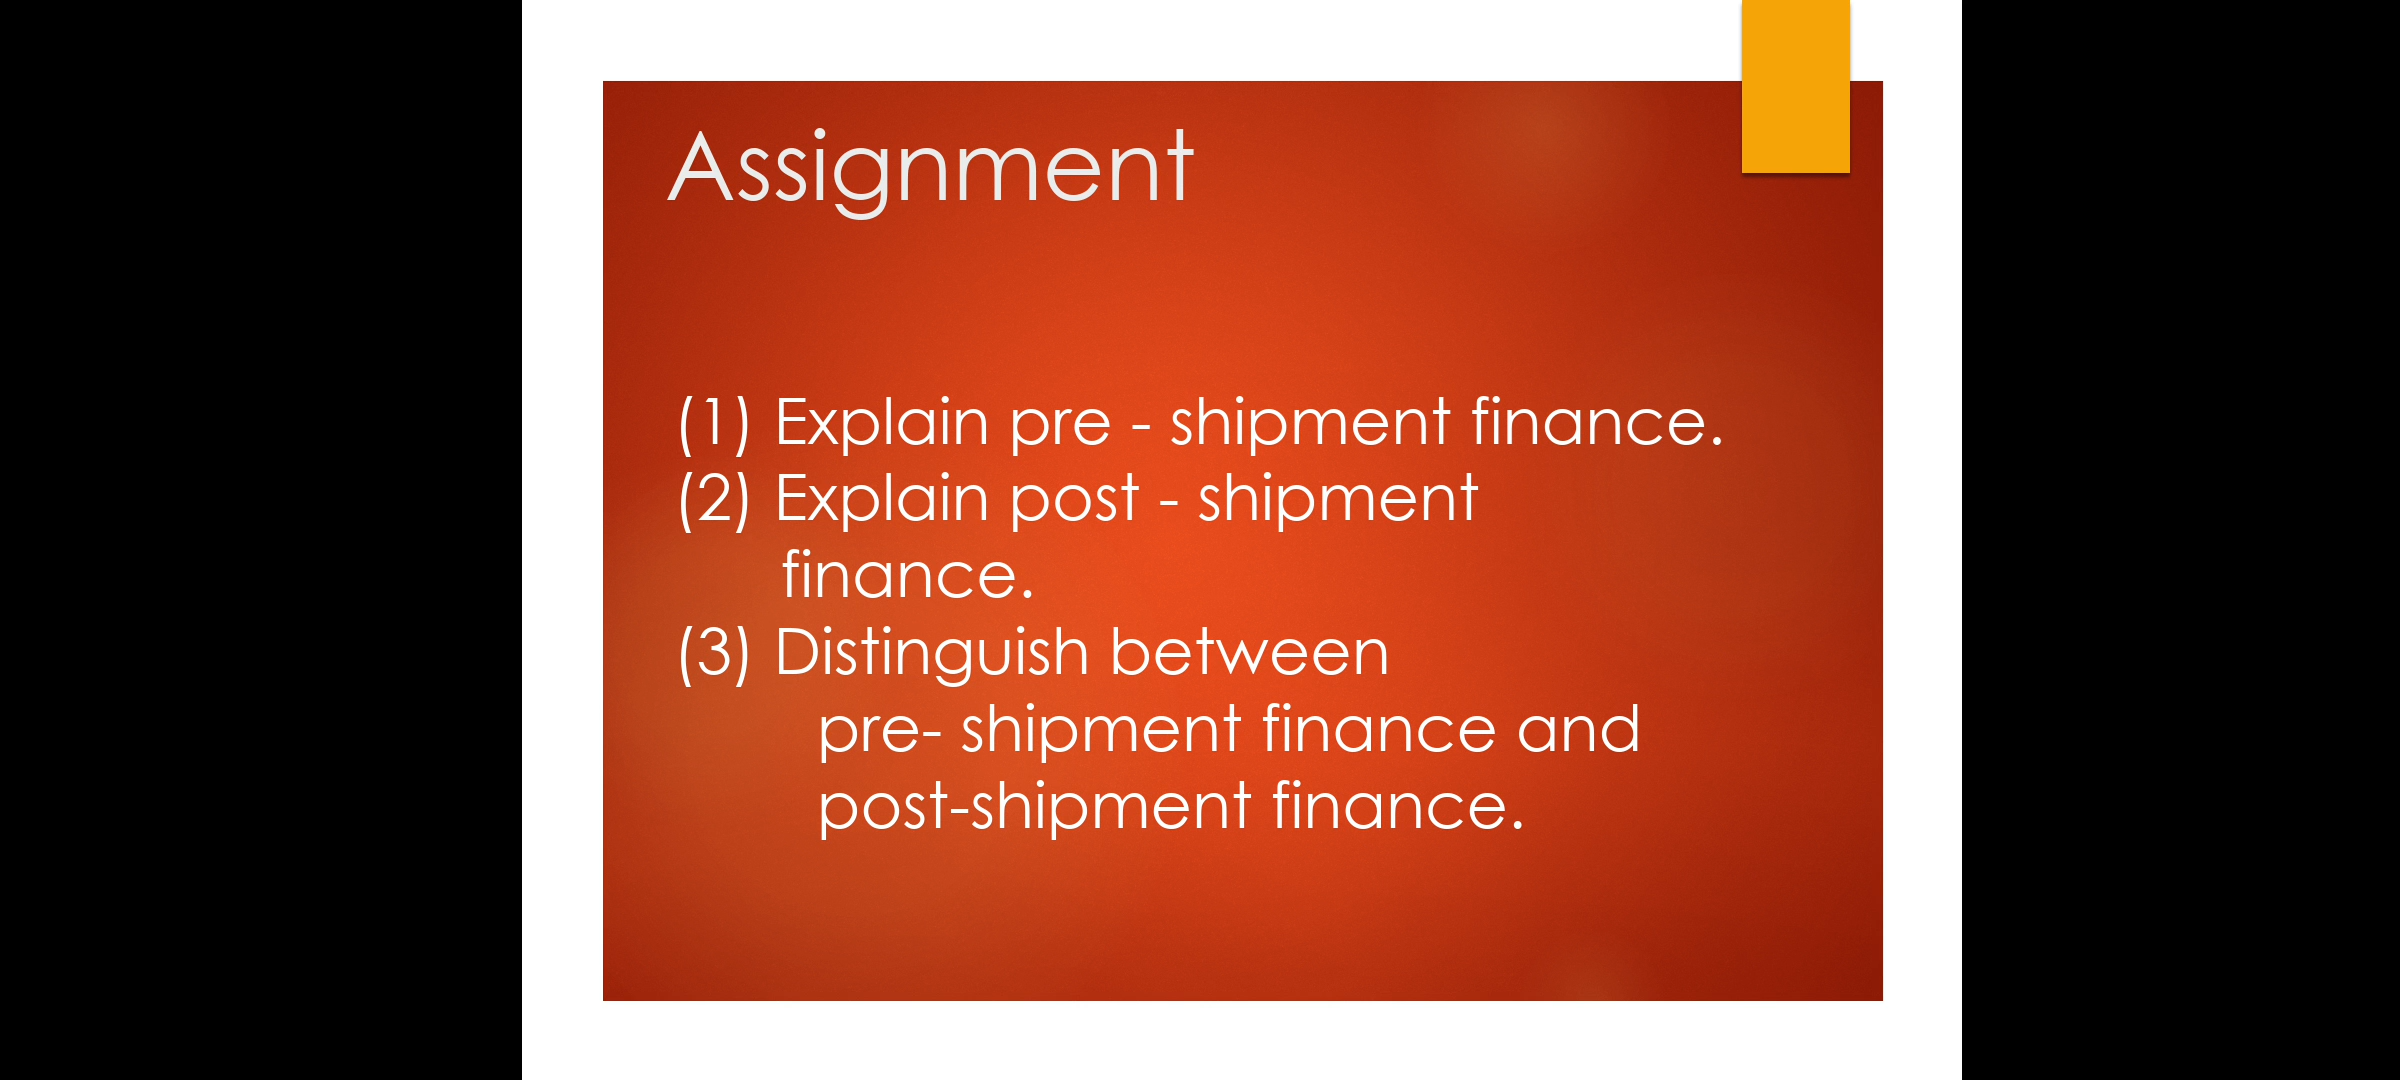 Assignment
(1) Explain pre - shipment finance.
(2) Explain post - shipment
finance.
(3) Distinguish between
pre- shipment finance and
post-shipment finance.